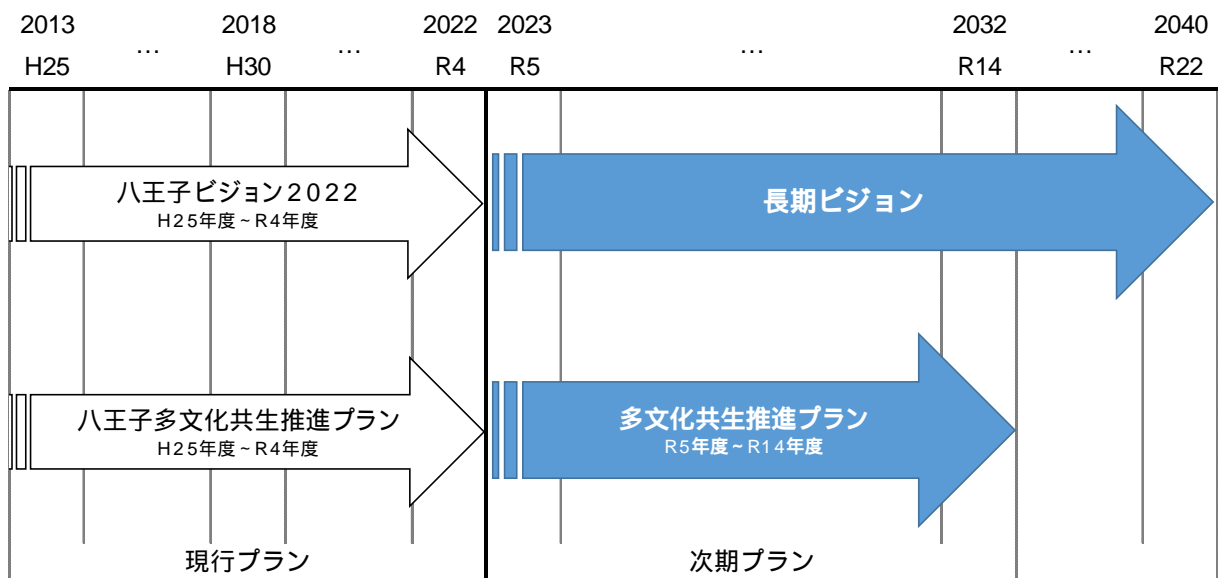 2013 … 2018 … 2022 2023 … 2032 … 2040
H25 H30 R4 R5 R14 R22
八王子ビジョン2022
H25年度~R4年度
長期ビジョン
八王子多文化共生推進プラン
H25年度~R4年度
多文化共生推進プラン
R5年度~R14年度
現行プラン
次期プラン